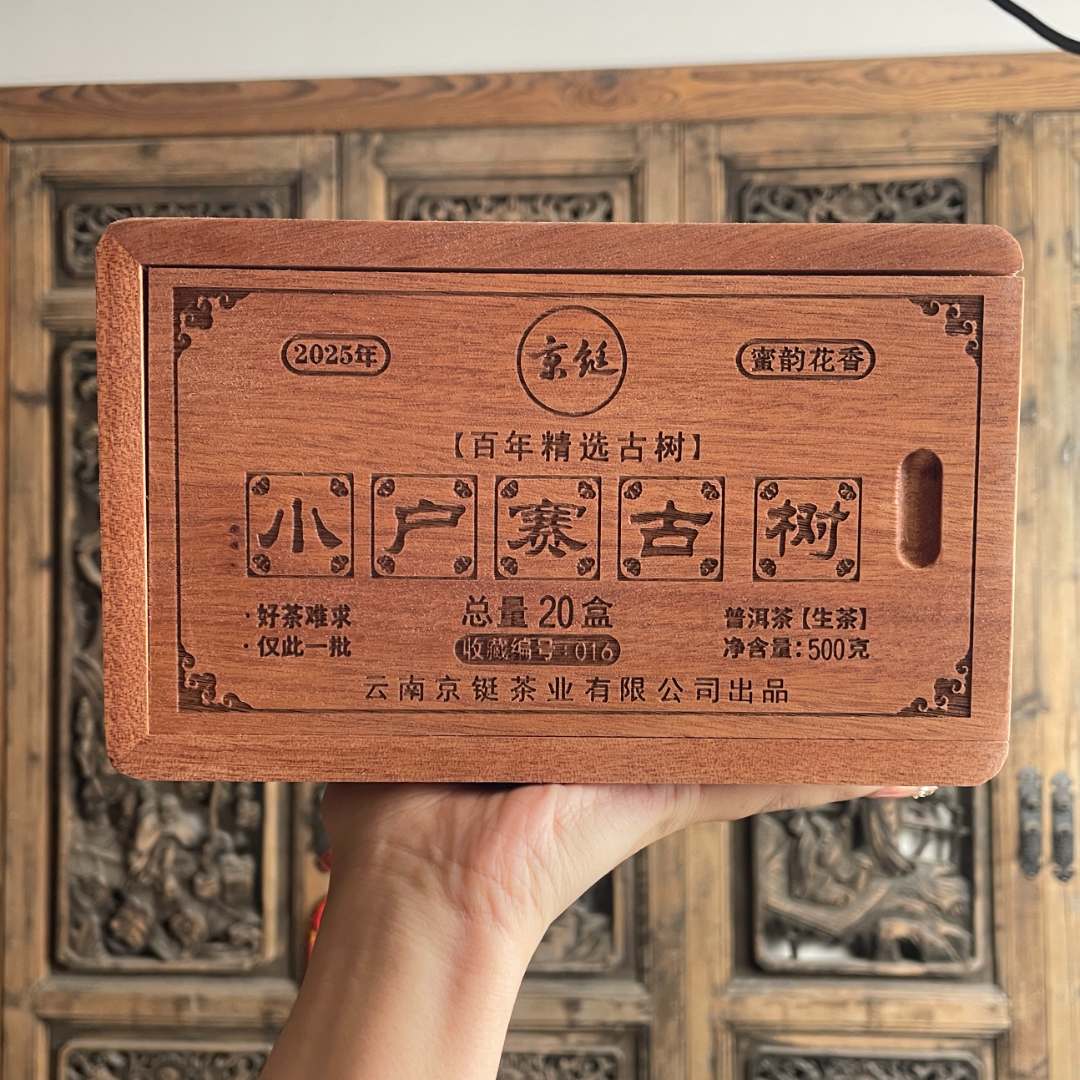 2025年
京铤
蜜韵花香
【百年精选古树】
小户赛古树
·好茶难求
·仅此一批
总量20盒
收藏编号:016
普洱茶【生茶】
净含量:500克
云南京铤茶业有限公司出品